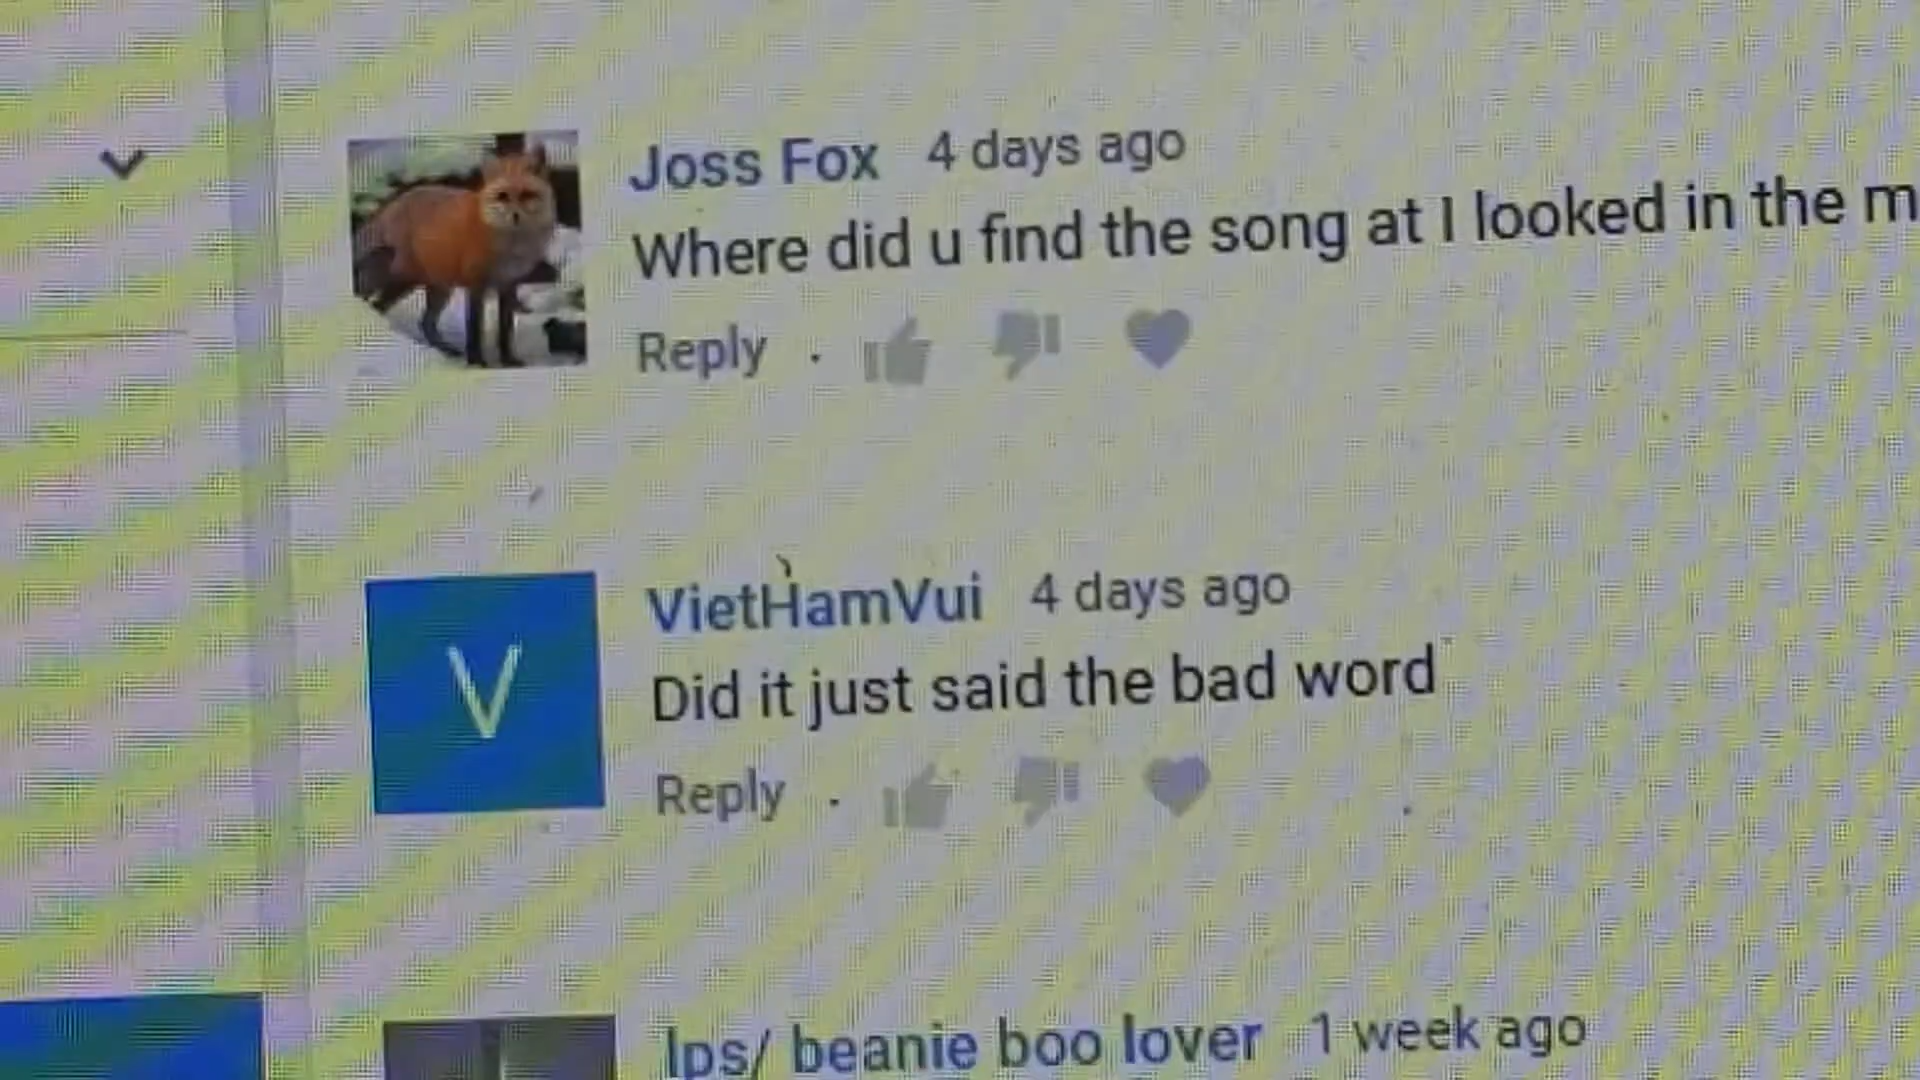 Joss Fox 4 days ago
Where did u find the song at I looked in the m
Reply
V
VietHamVui 4 days ago
Did it just said the bad word
Reply
lps/ beanie boo lover 1 week ago